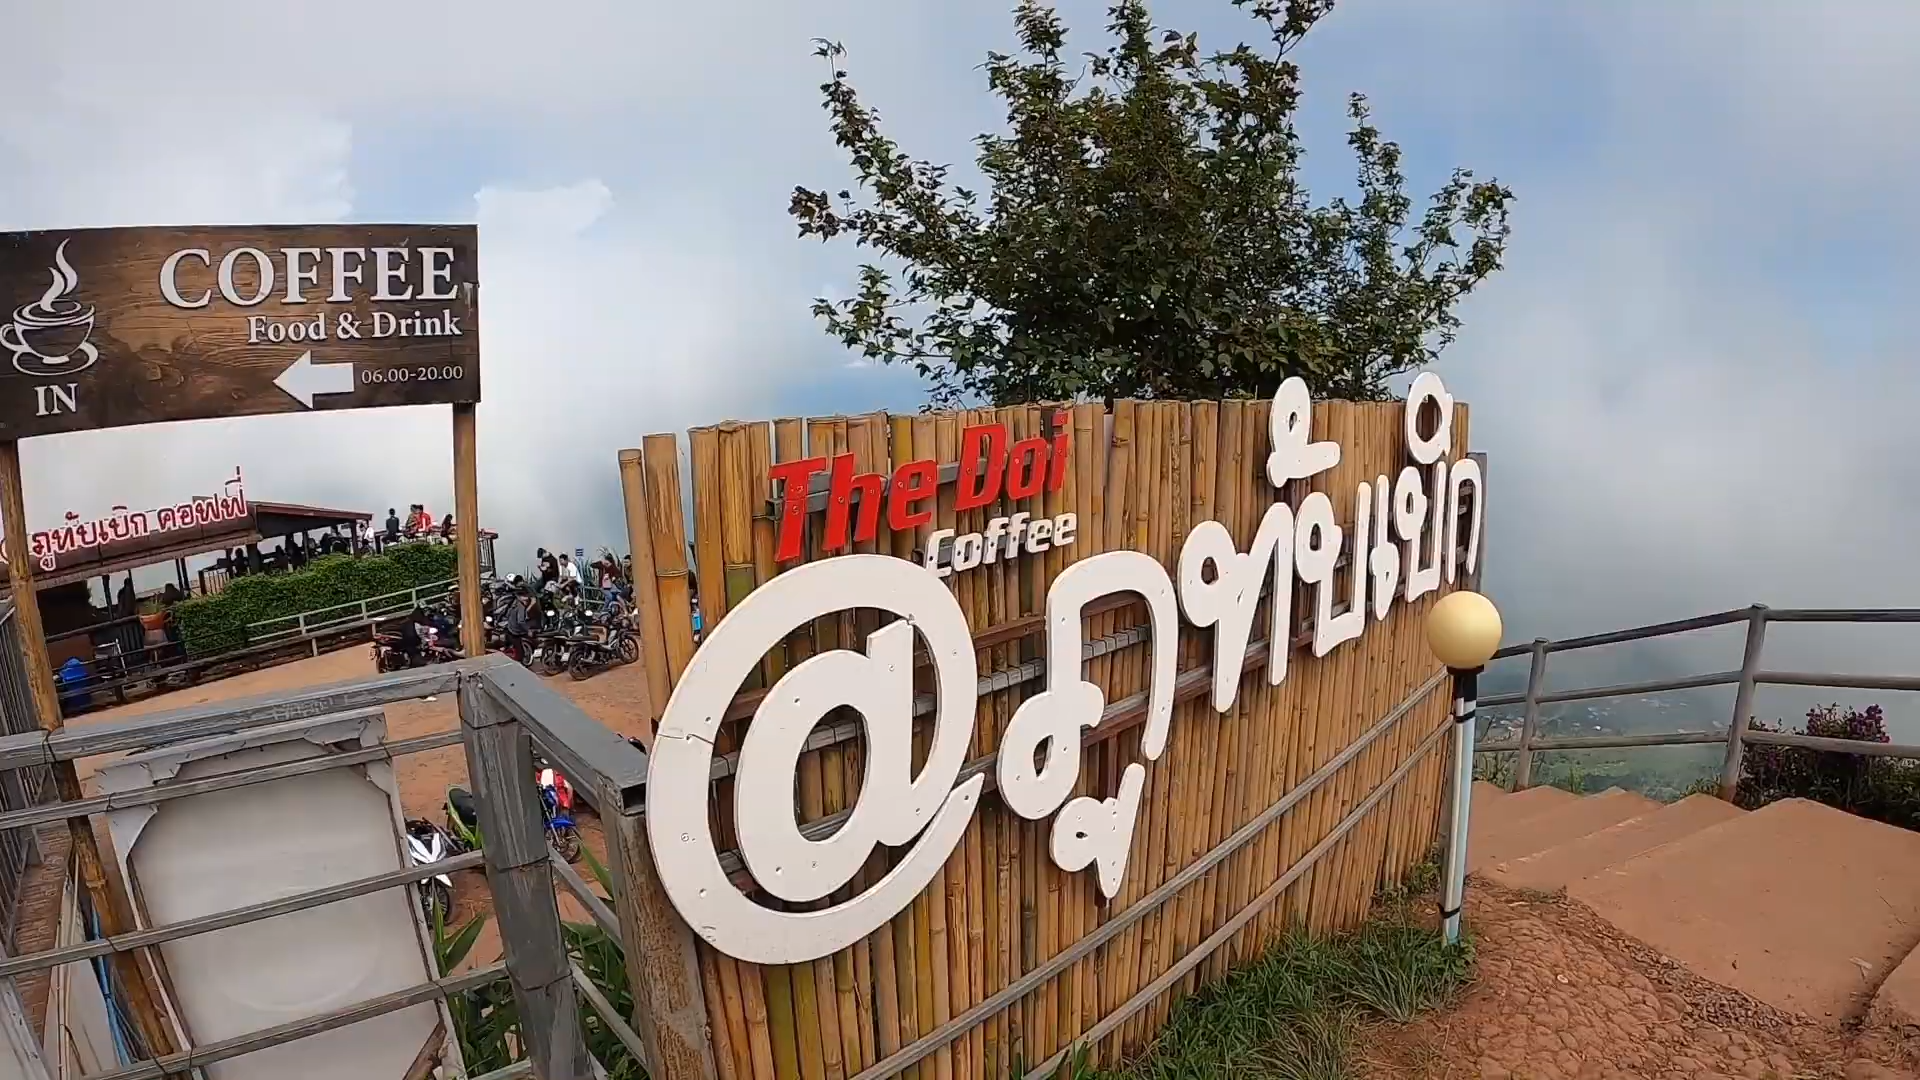 COFFEE
Food & Drink
06.00-20.00
IN
ภูทับเบิก คอฟฟี่
The Doi
Coffee
@ภูทับเบิก